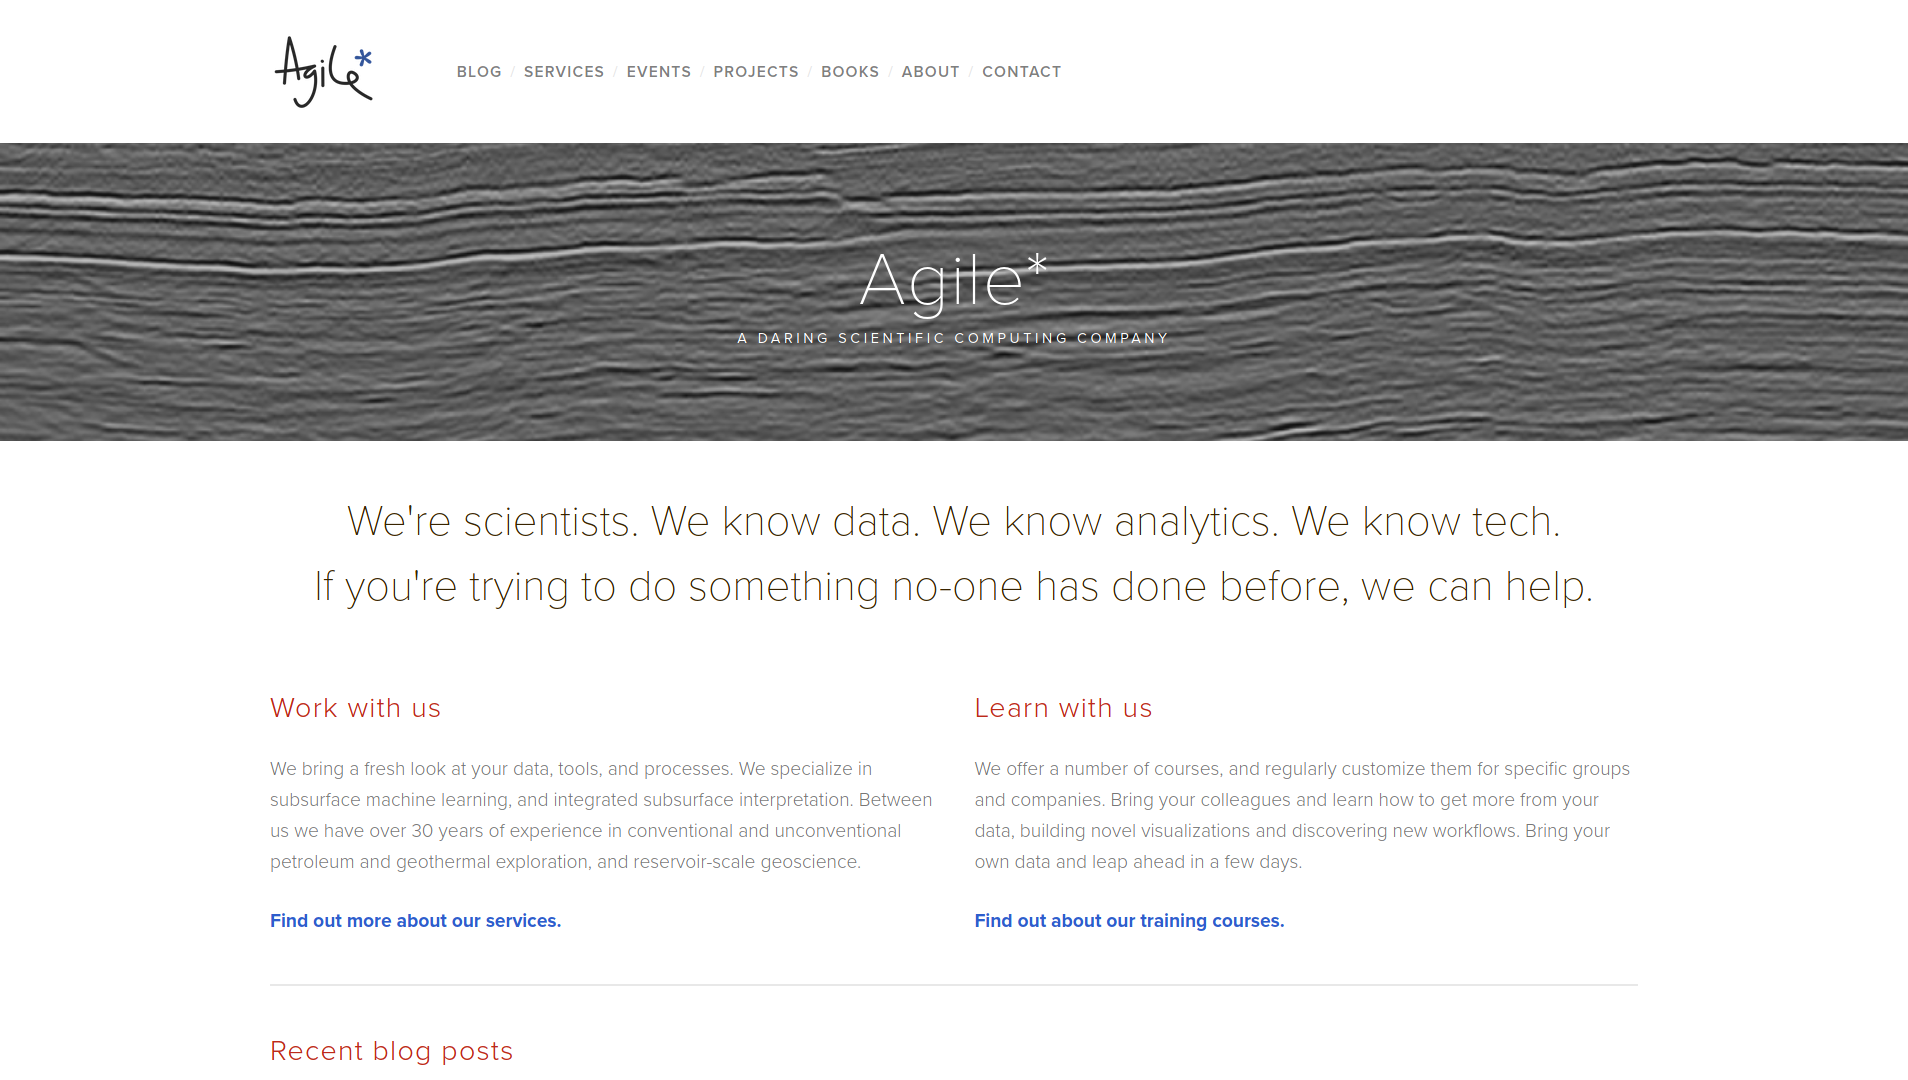 Agile*
BLOG / SERVICES / EVENTS / PROJECTS / BOOKS / ABOUT / CONTACT
Agile*
A DARING SCIENTIFIC COMPUTING COMPANY
We're scientists. We know data. We know analytics. We know tech.
If you're trying to do something no-one has done before, we can help.
Work with us
We bring a fresh look at your data, tools, and processes. We specialize in
subsurface machine learning, and integrated subsurface interpretation. Between
us we have over 30 years of experience in conventional and unconventional
petroleum and geothermal exploration, and reservoir-scale geoscience.
Find out more about our services.
Learn with us
We offer a number of courses, and regularly customize them for specific groups
and companies. Bring your colleagues and learn how to get more from your
data, building novel visualizations and discovering new workflows. Bring your
own data and leap ahead in a few days.
Find out about our training courses.
Recent blog posts